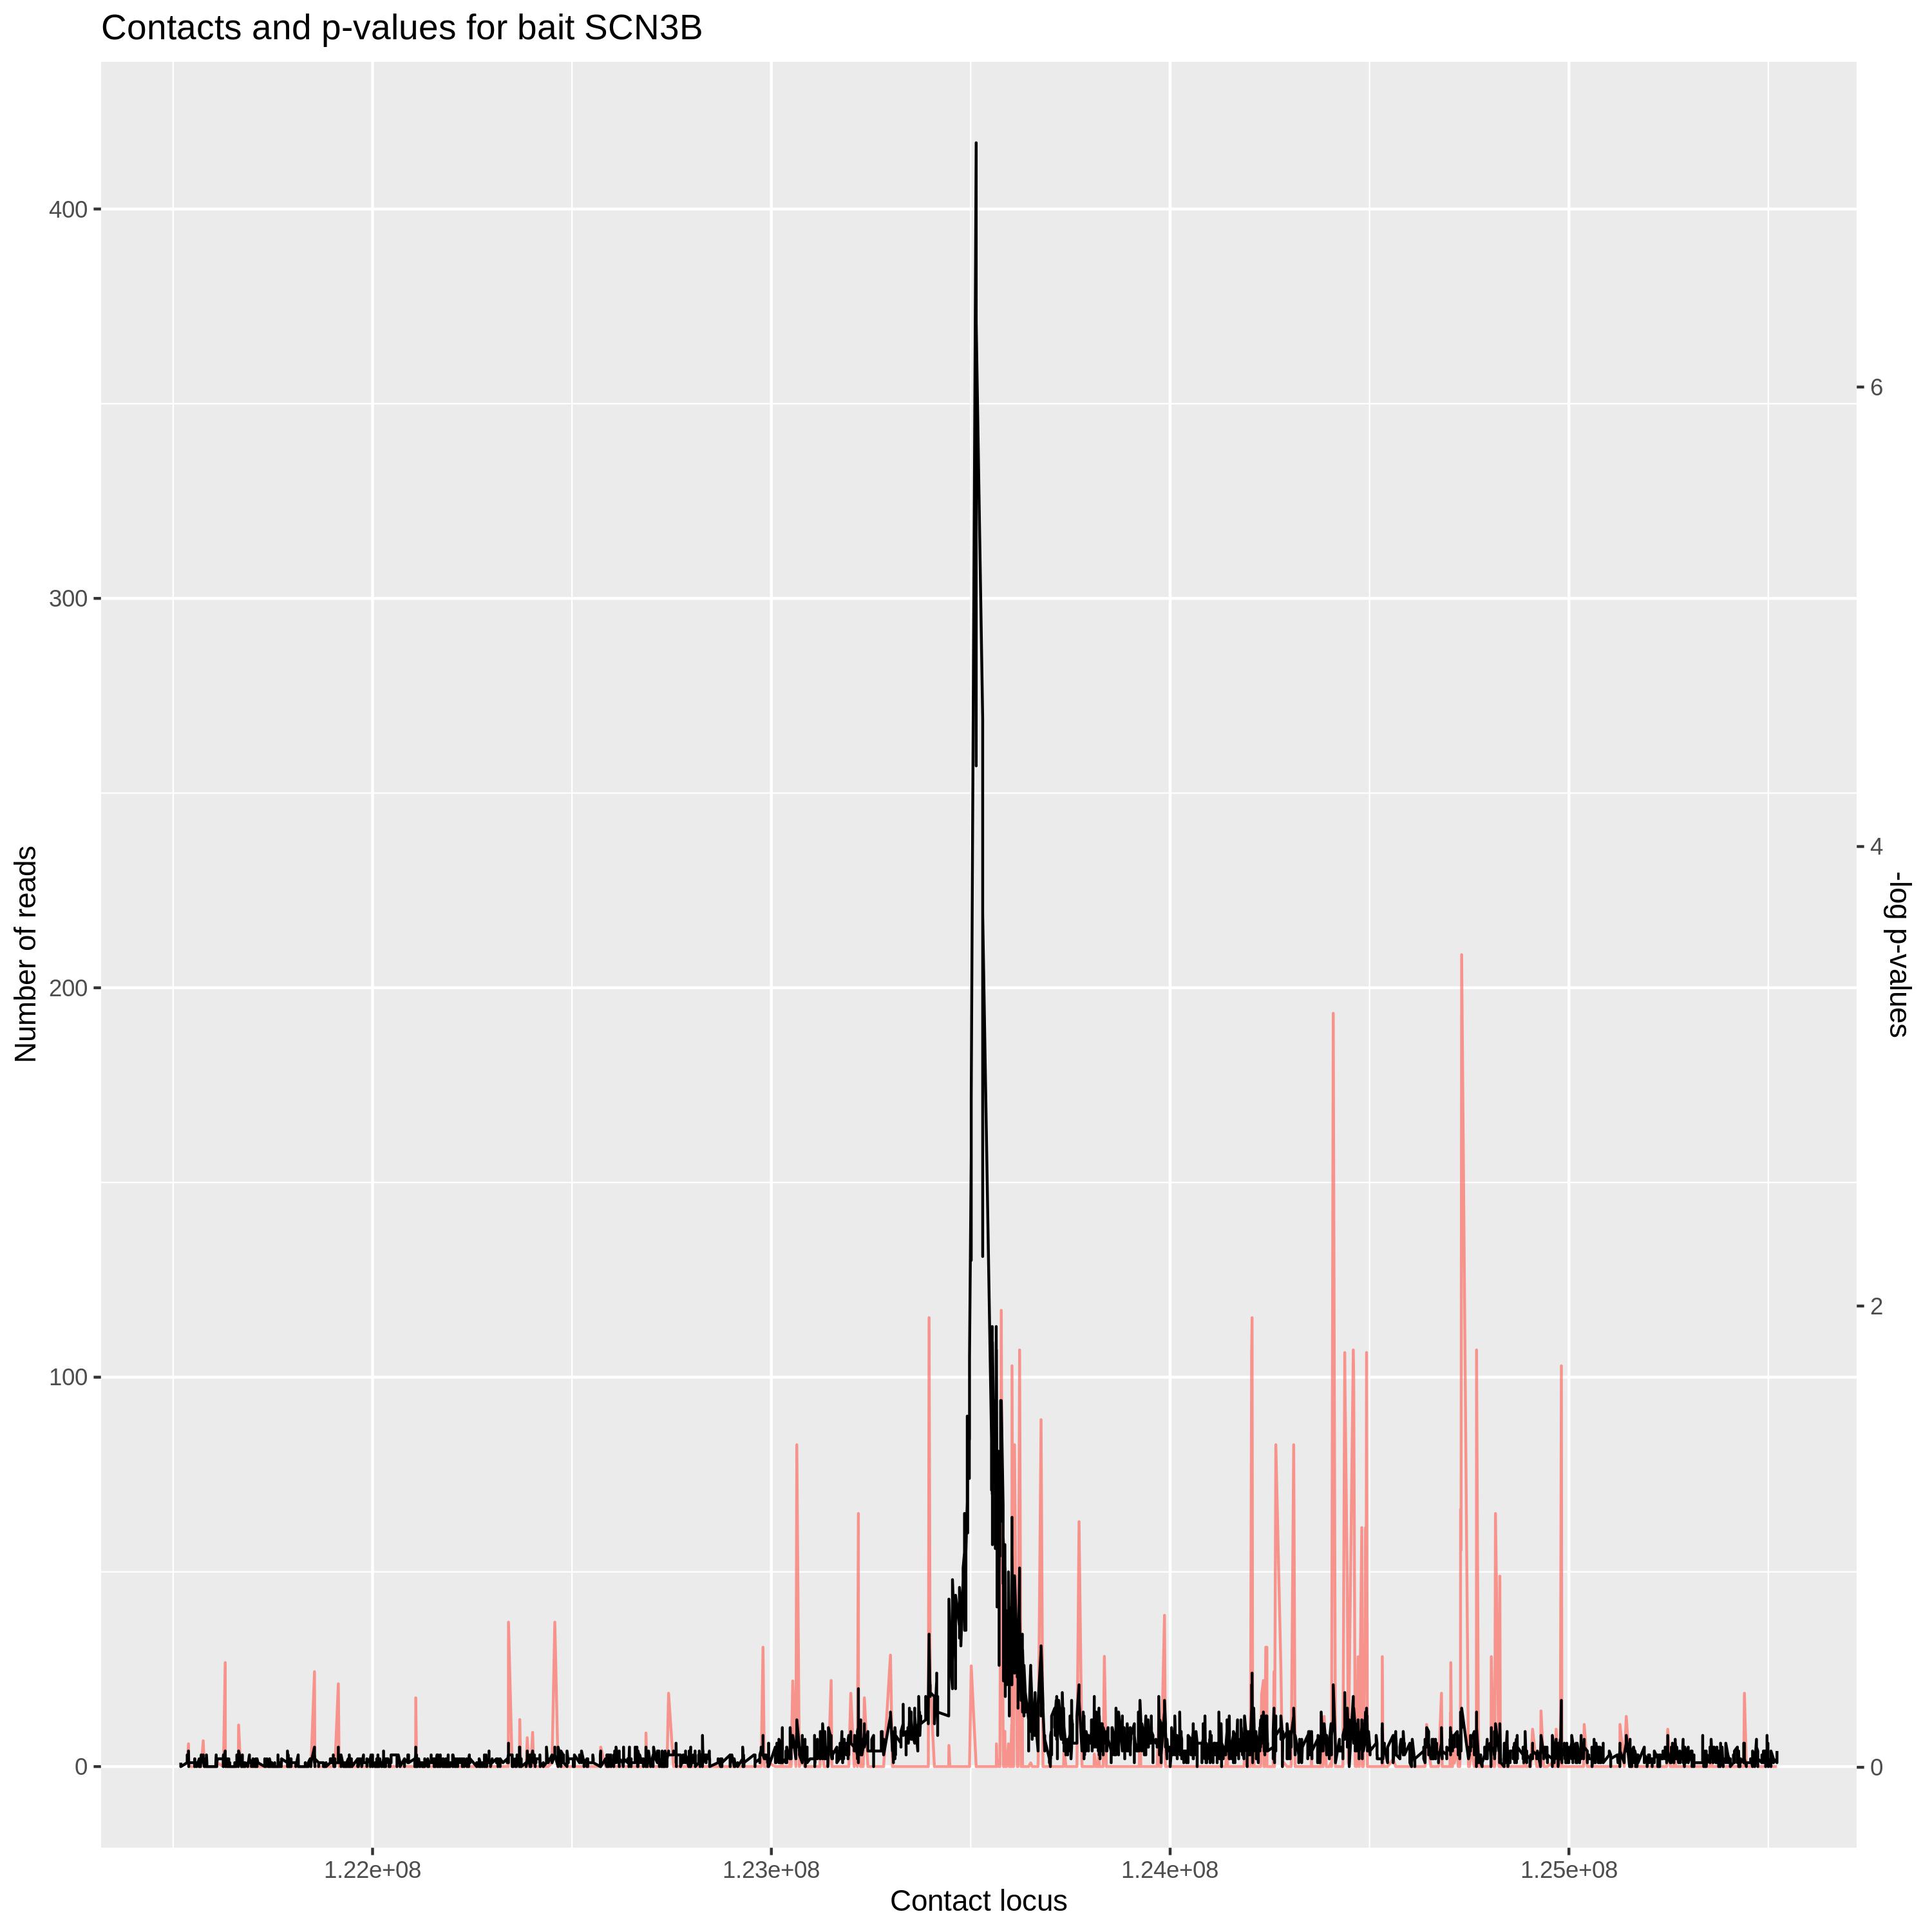 Contacts and p-values for bait SCN3B
400
300
200
100
0
Number of reads
6
4
2
0
-log p-values
1.22e+08
1.23e+08
1.24e+08
1.25e+08
Contact locus